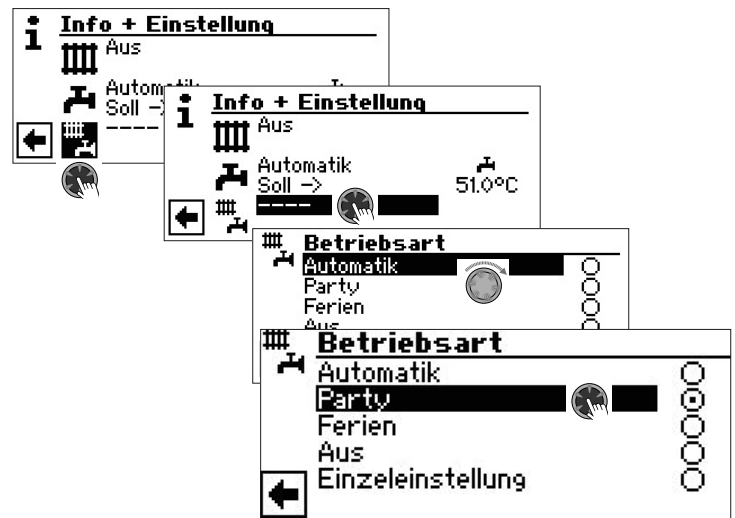 i Info + Einstellung
Aus
Automatik
Soll ->
----
i Info + Einstellung
Aus
Automatik
Soll -> 51.0°C
----
Betriebsart
Automatik
Party
Ferien
Aus
Betriebsart
Automatik
Party
Ferien
Aus
Einzeleinstellung